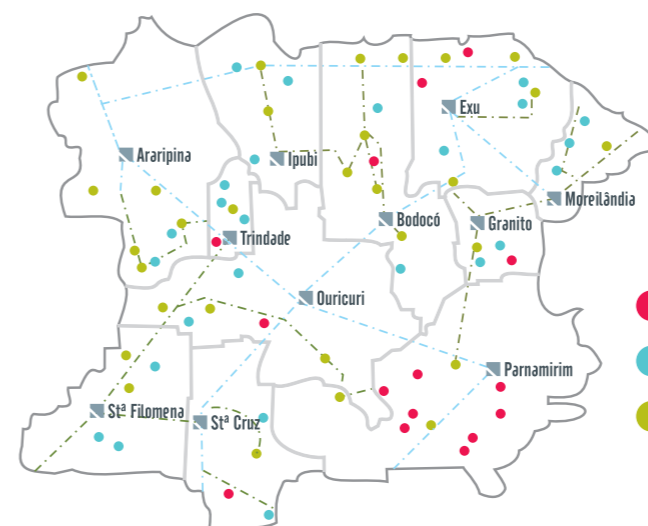 Exu
Araripina
Ipubi
Moreilândia
Bodocó
Granito
Trindade
Ouricuri
Parnamirim
Stª Filomena
Stª Cruz